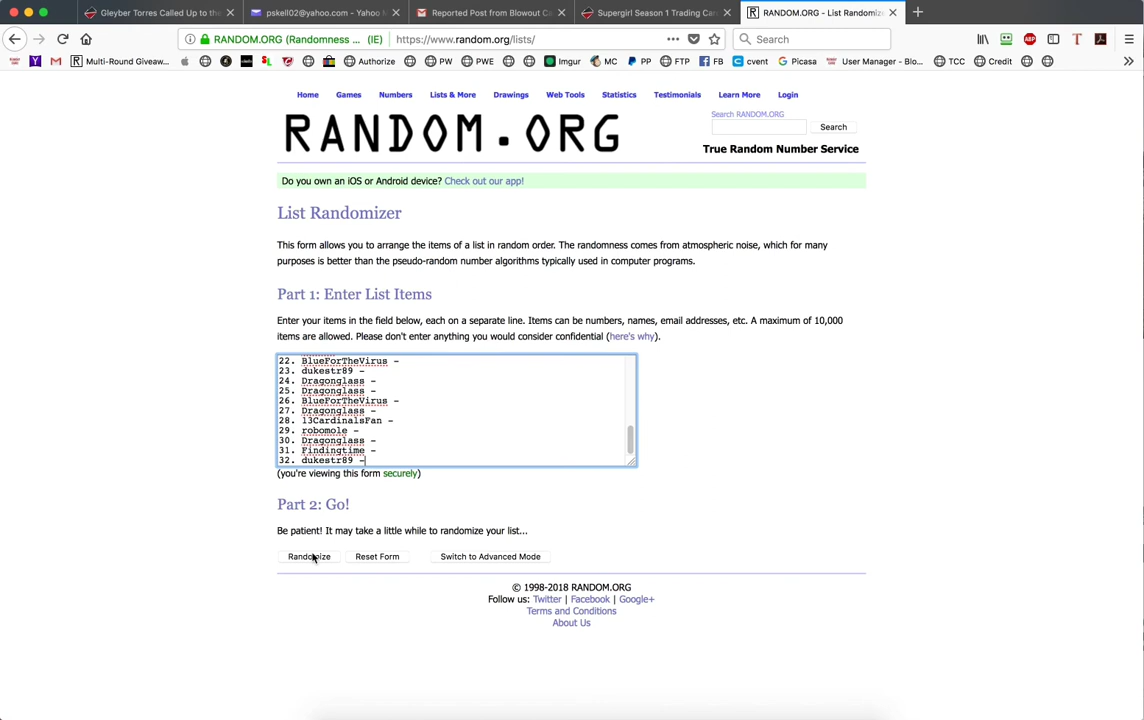 Gleyber Torres Called Up to the
pskell02@yahoo.com - Yahoo M
Reported Post from Blowout Ca
Supergirl Season 1 Trading Car
RANDOM.ORG - List Randomize
RANDOM.ORG (Randomness ... (IE)
https://www.random.org/lists/
Search
Multi-Round Giveaw...
Authorize
PW
PWE
Imgur
MC
PP
FTP
FB
cvent
Picasa
User Manager - Blo...
TCC
Credit
Home
Games
Numbers
Lists & More
Drawings
Web Tools
Statistics
Testimonials
Learn More
Login
RANDOM.ORG
Search RANDOM.ORG
Search
True Random Number Service
Do you own an iOS or Android device? Check out our app!
List Randomizer
This form allows you to arrange the items of a list in random order. The randomness comes from atmospheric noise, which for many
purposes is better than the pseudo-random number algorithms typically used in computer programs.
Part 1: Enter List Items
Enter your items in the field below, each on a separate line. Items can be numbers, names, email addresses, etc. A maximum of 10,000
items are allowed. Please don't enter anything you would consider confidential (here's why).
22. BlueForTheVirus -
23. dukestr89 -
24. Dragonglass -
25. Dragonglass -
26. BlueForTheVirus -
27. Dragonglass -
28. 13CardinalsFan -
29. robomole -
30. Dragonglass -
31. Findingtime -
32. dukestr89 -
(you're viewing this form securely)
Part 2: Go!
Be patient! It may take a little while to randomize your list...
Randomize
Reset Form
Switch to Advanced Mode
© 1998-2018 RANDOM.ORG
Follow us: Twitter | Facebook | Google+
Terms and Conditions
About Us